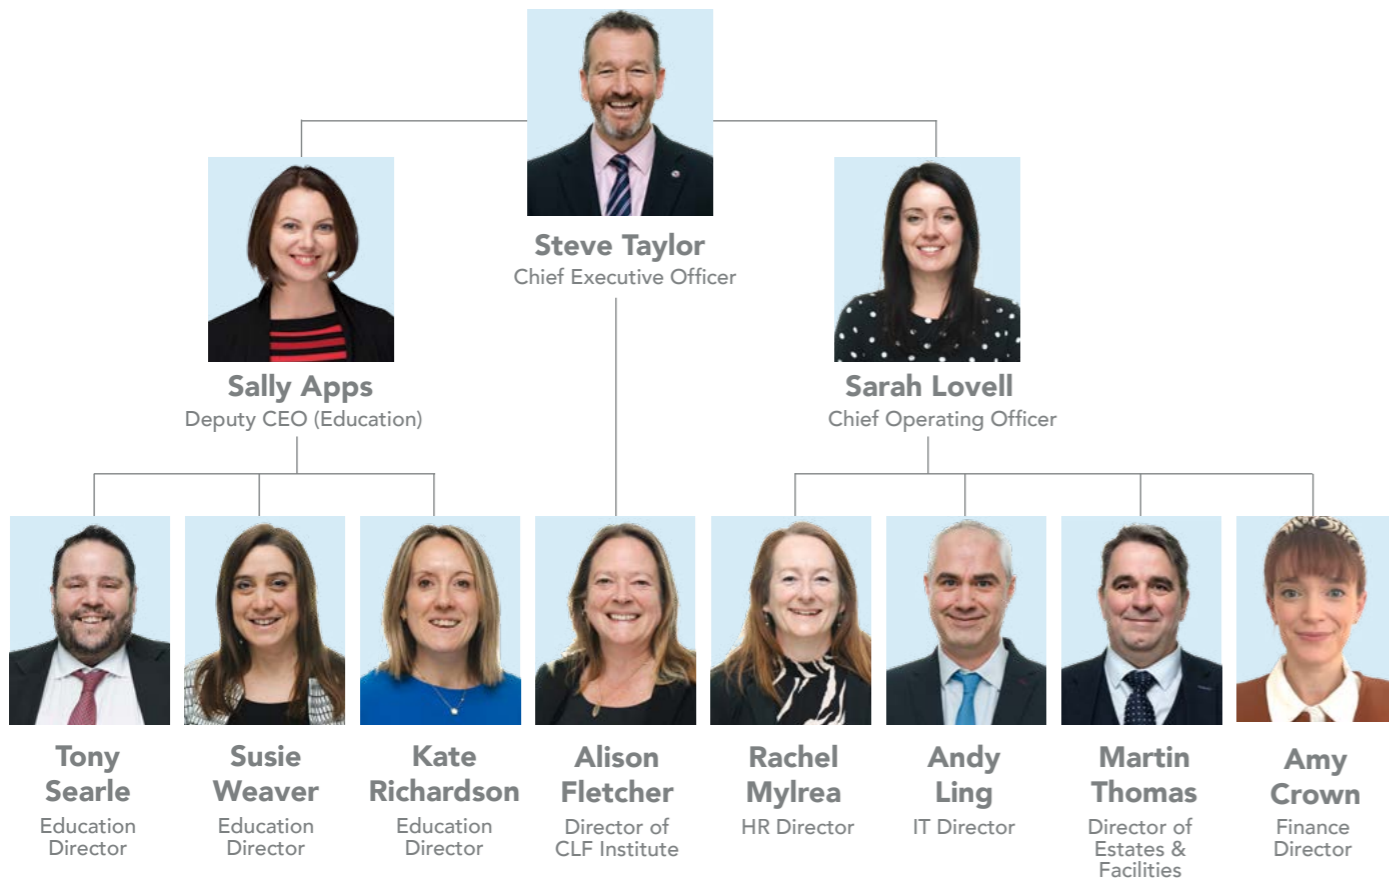 Steve Taylor
Chief Executive Officer
Sally Apps
Deputy CEO (Education)
Sarah Lovell
Chief Operating Officer
Tony
Searle
Education
Director
Susie
Weaver
Education
Director
Kate
Richardson
Education
Director
Alison
Fletcher
Director of
CLF Institute
Rachel
Mylrea
HR Director
Andy
Ling
IT Director
Martin
Thomas
Director of
Estates &
Facilities
Amy
Crown
Finance
Director